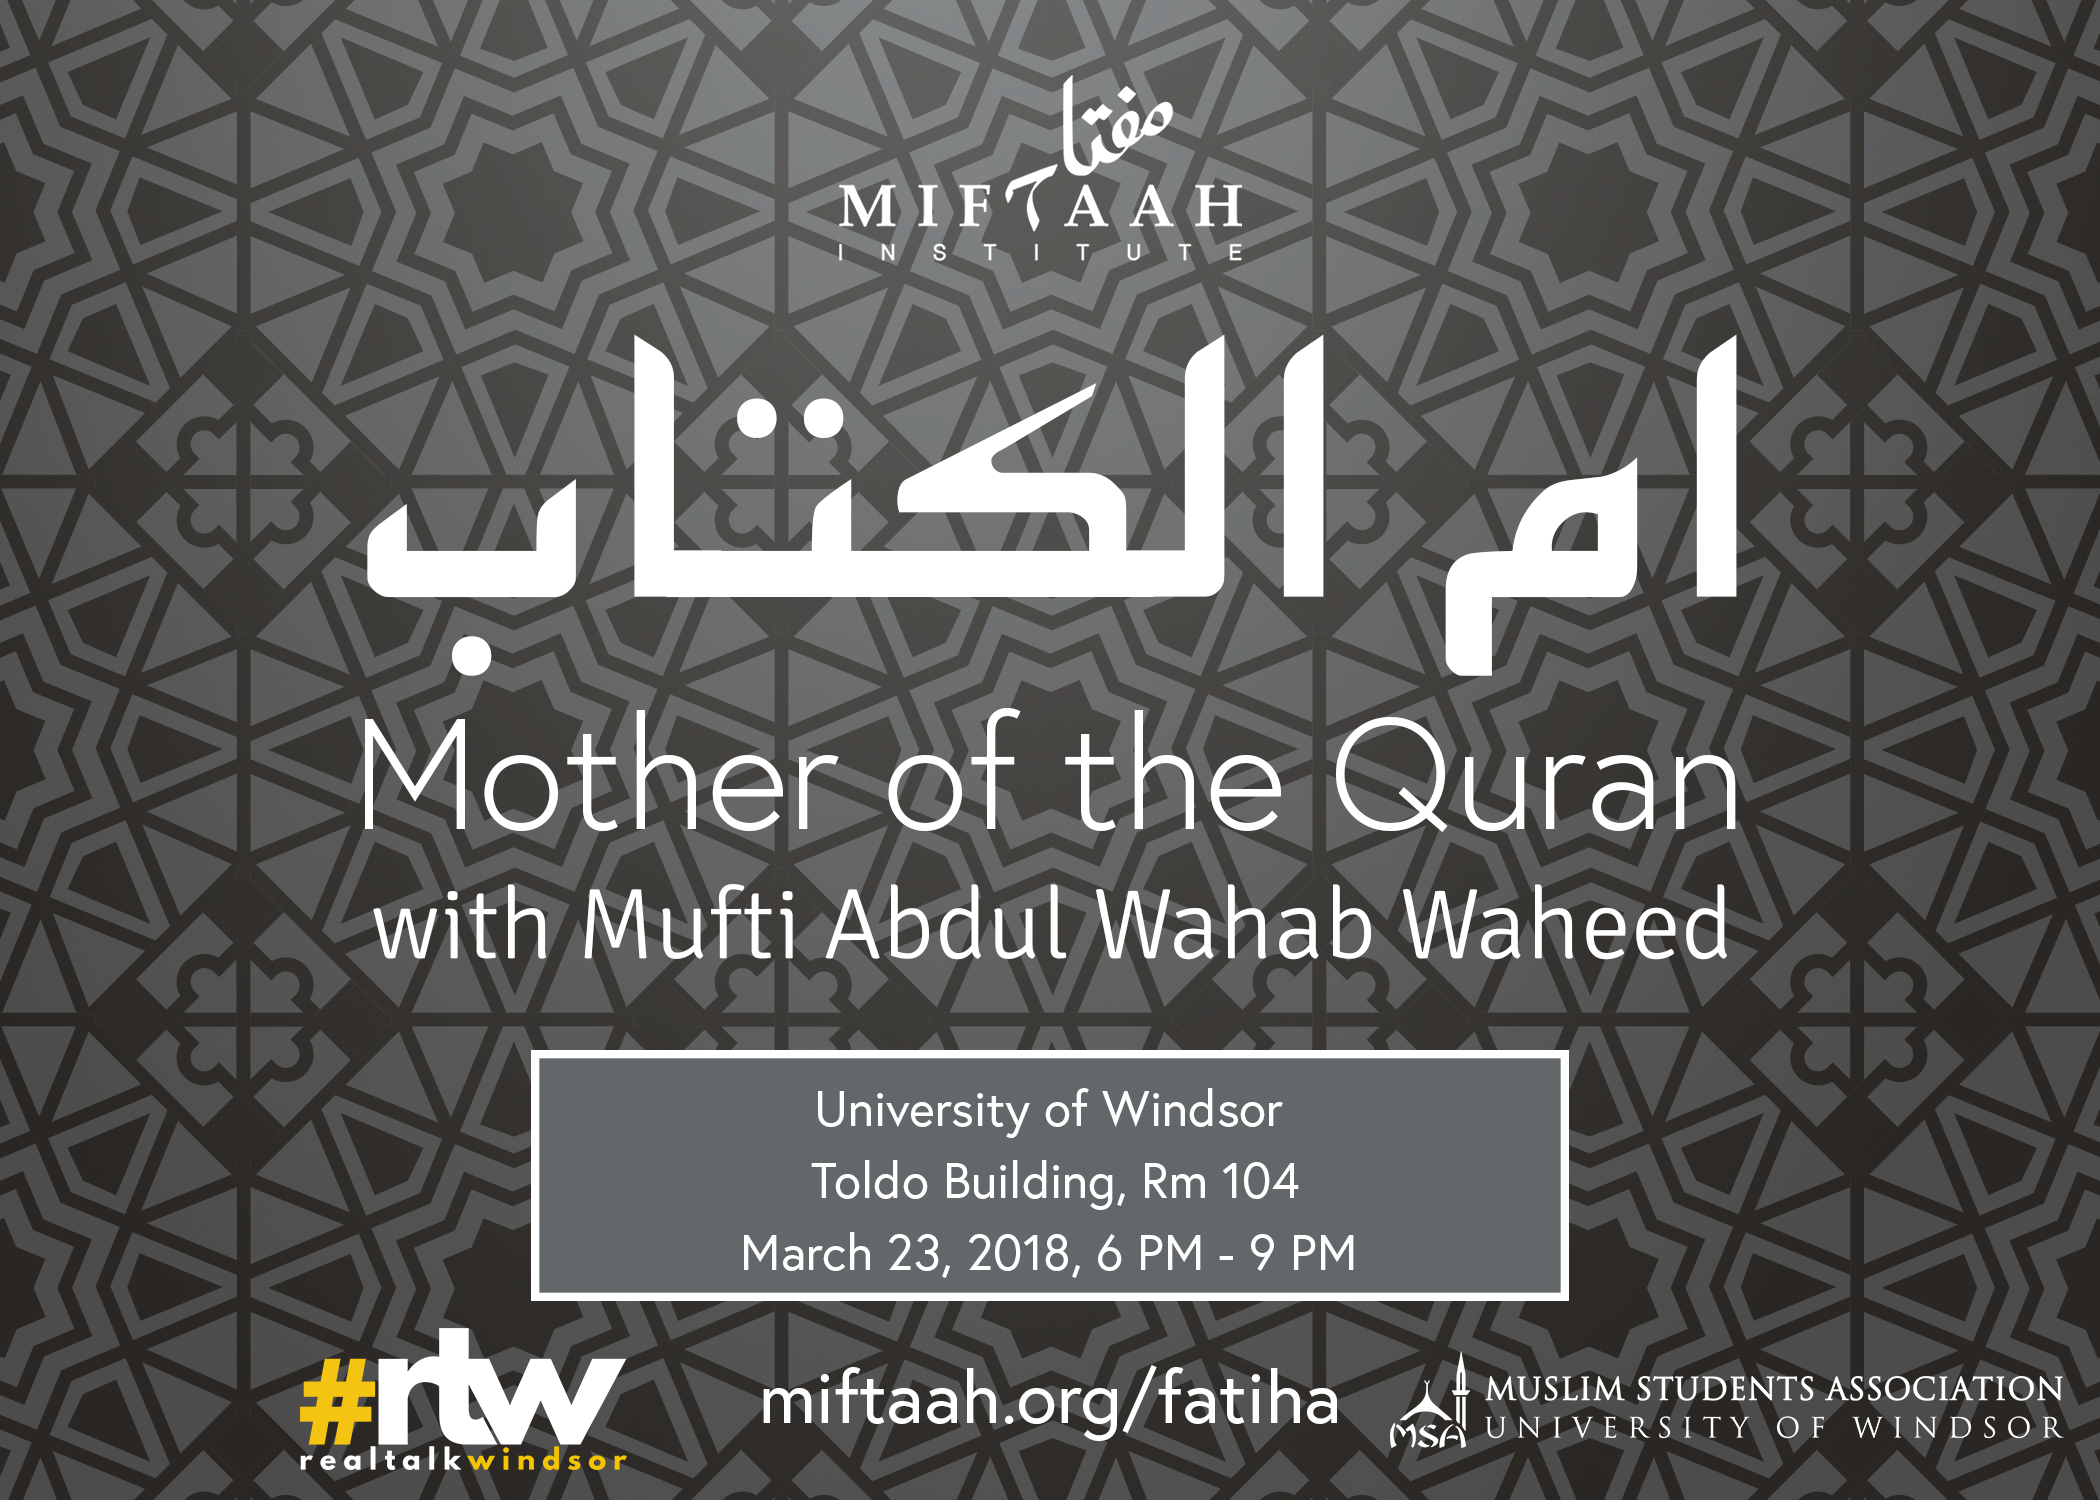 مفتاح
MIFTAAH
INSTITUTE
ام الكتاب
Mother of the Quran
with Mufti Abdul Wahab Waheed
University of Windsor
Toldo Building, Rm 104
March 23, 2018, 6 PM - 9 PM
#rtw
realtalkwindsor
miftaah.org/fatiha
MSA
MUSLIM STUDENTS ASSOCIATION
UNIVERSITY OF WINDSOR